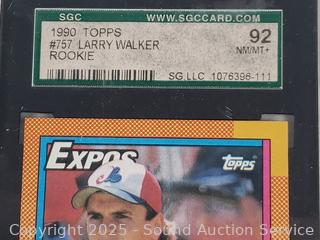 SGC
WWW.SGCCARD.COM
1990 TOPPS
92
#757 LARRY WALKER
NM/MT+
ROOKIE
SG.LLC 1076396-111
EXPOS
Topps
Copyright 2025 - Sound Auction Service